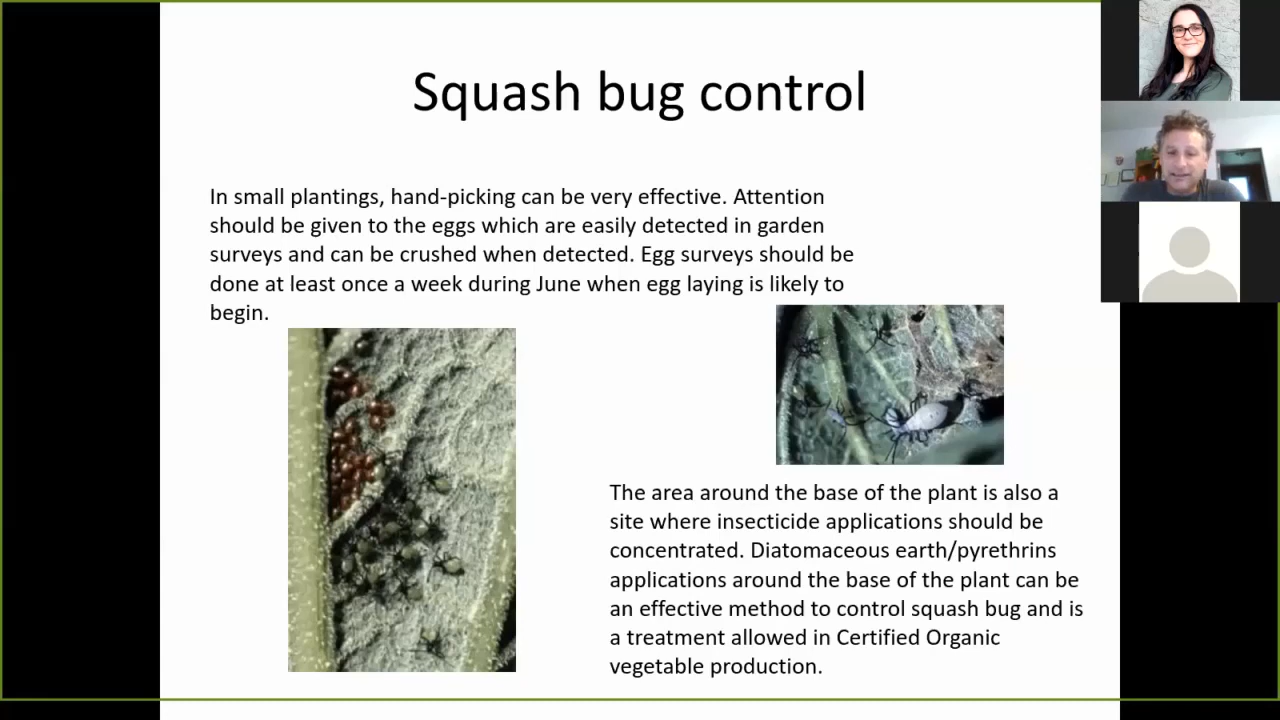 Squash bug control
In small plantings, hand-picking can be very effective. Attention
should be given to the eggs which are easily detected in garden
surveys and can be crushed when detected. Egg surveys should be
done at least once a week during June when egg laying is likely to
begin.
The area around the base of the plant is also a
site where insecticide applications should be
concentrated. Diatomaceous earth/pyrethrins
applications around the base of the plant can be
an effective method to control squash bug and is
a treatment allowed in Certified Organic
vegetable production.